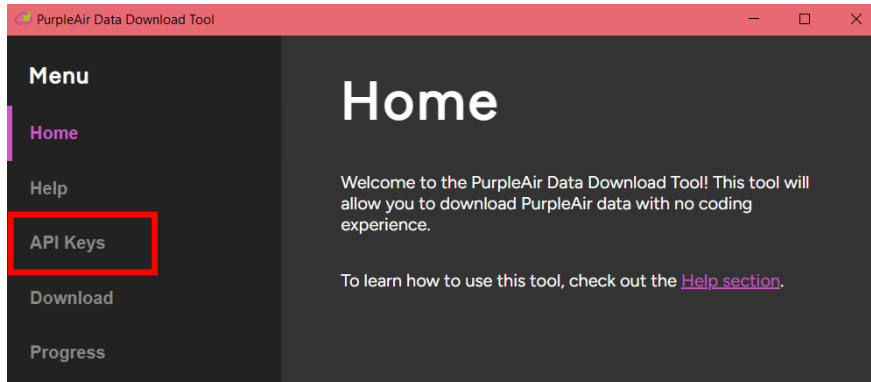 PurpleAir Data Download Tool
Menu
Home
Help
API Keys
Download
Progress
Home
Welcome to the PurpleAir Data Download Tool! This tool will
allow you to download PurpleAir data with no coding
experience.
To learn how to use this tool, check out the Help section.